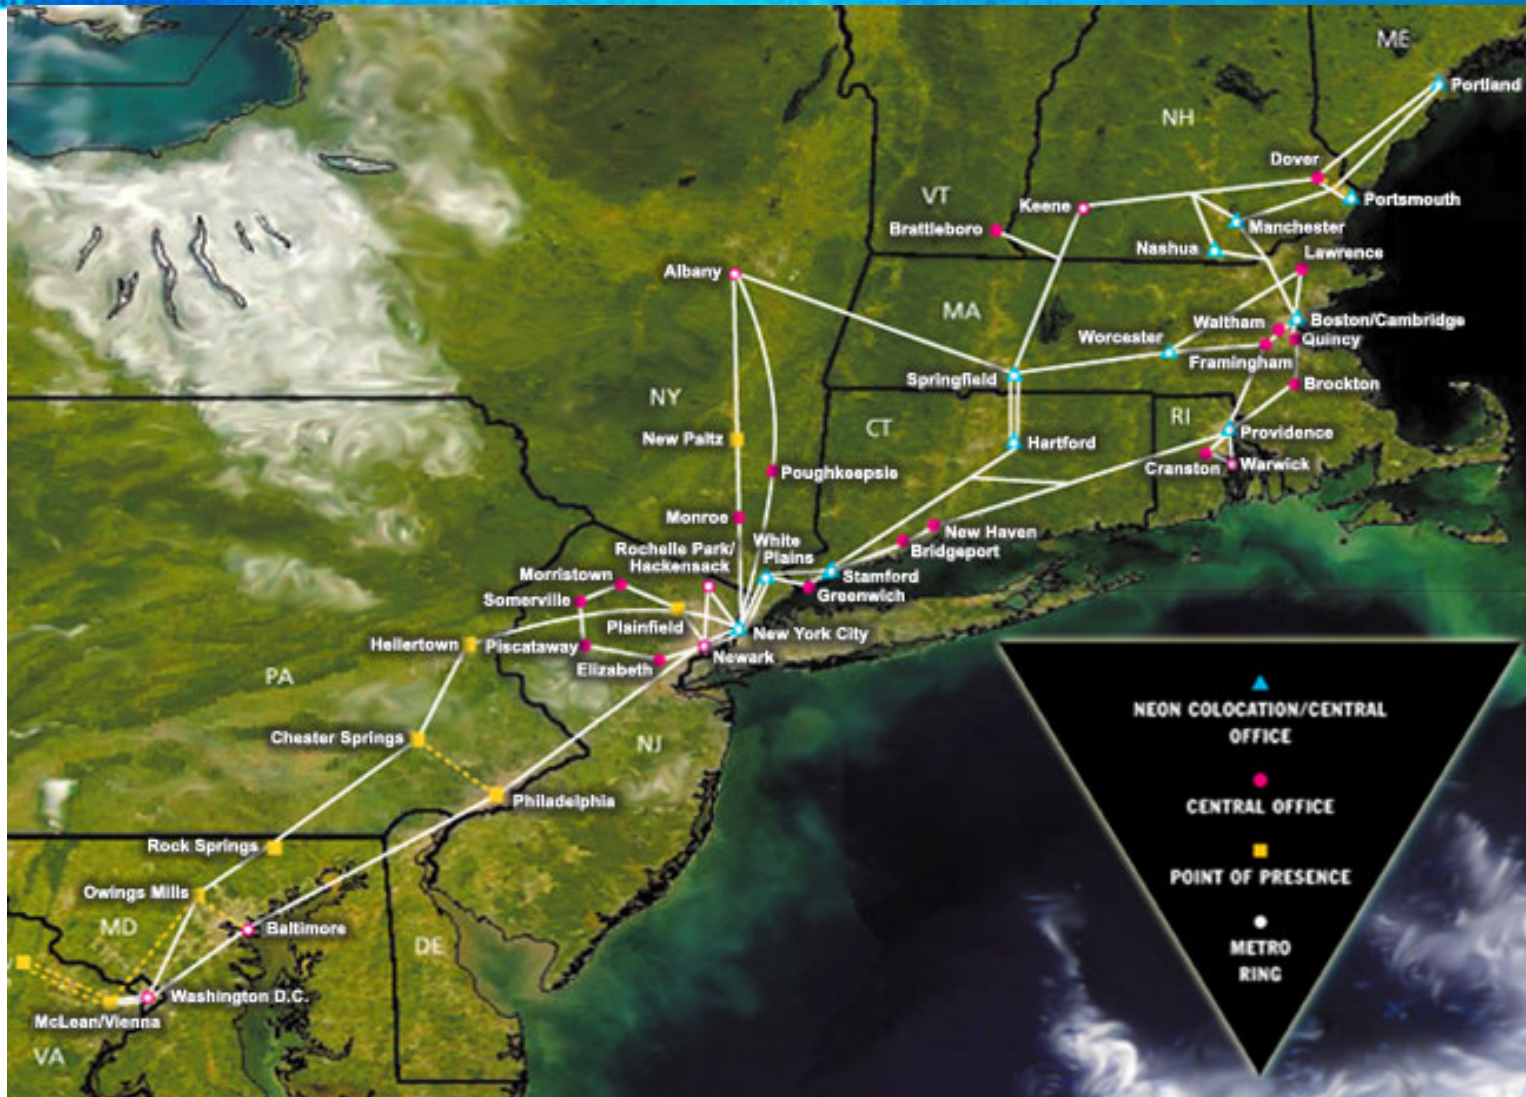 ME
Portland
NH
Dover
VT
Keene
Portsmouth
Brattleboro
Manchester
Nashua
Lawrence
Albany
MA
Waltham
Boston/Cambridge
Worcester
Quincy
Framingham
Springfield
Brockton
NY
RI
CT
New Paltz
Hartford
Providence
Cranston
Warwick
Poughkeepsie
Monroe
White
Plains
New Haven
Bridgeport
Rochelle Park/
Hackensack
Morristown
Stamford
Greenwich
Somerville
Plainfield
New York City
Hellertown
Piscataway
Newark
Elizabeth
PA
NJ
Chester Springs
Philadelphia
Rock Springs
Owings Mills
MD
Baltimore
DE
Washington D.C.
McLean/Vienna
VA
NEON COLOCATION/CENTRAL
OFFICE
CENTRAL OFFICE
POINT OF PRESENCE
METRO
RING